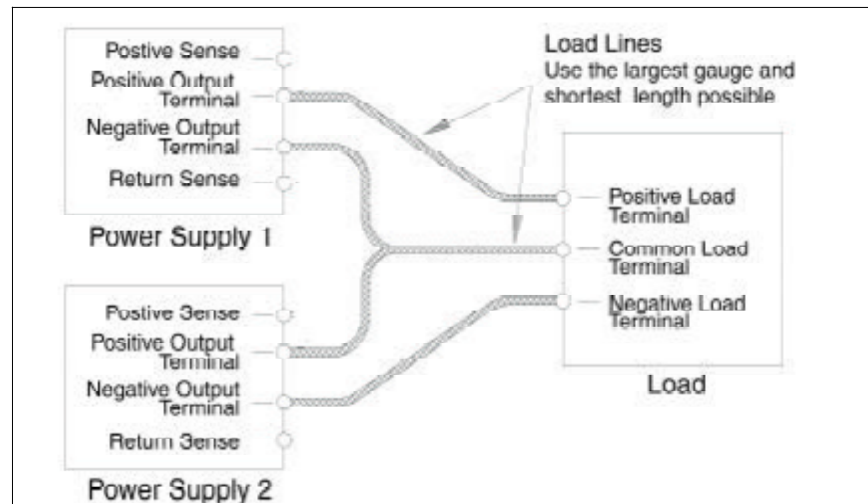 Postive Sense
Positive Output
Terminal
Negative Output
Terminal
Return Sense
Power Supply 1
Load Lines
Use the largest gauge and
shortest length possible
Positive Load
Terminal
Common Load
Terminal
Negative Load
Terminal
Load
Postive Sense
Positive Output
Terminal
Negative Output
Terminal
Return Sense
Power Supply 2